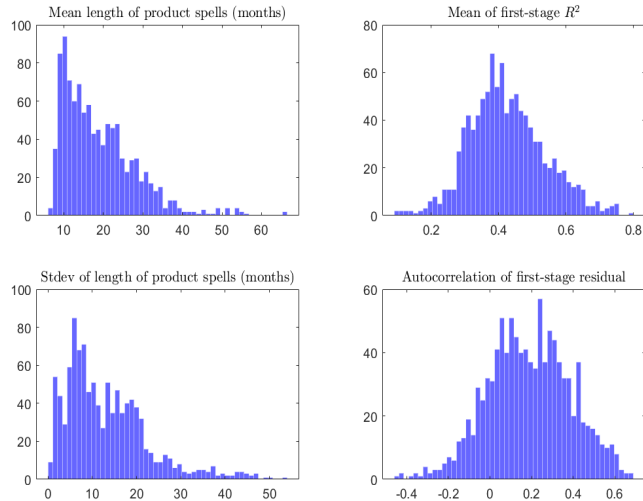 Mean length of product spells (months)
100
80
60
40
20
0
10 20 30 40 50 60
Mean of first-stage R²
80
60
40
20
0
0.2 0.4 0.6 0.8
Stdev of length of product spells (months)
100
80
60
40
20
0
0 10 20 30 40 50
Autocorrelation of first-stage residual
60
40
20
0
-0.4 -0.2 0 0.2 0.4 0.6